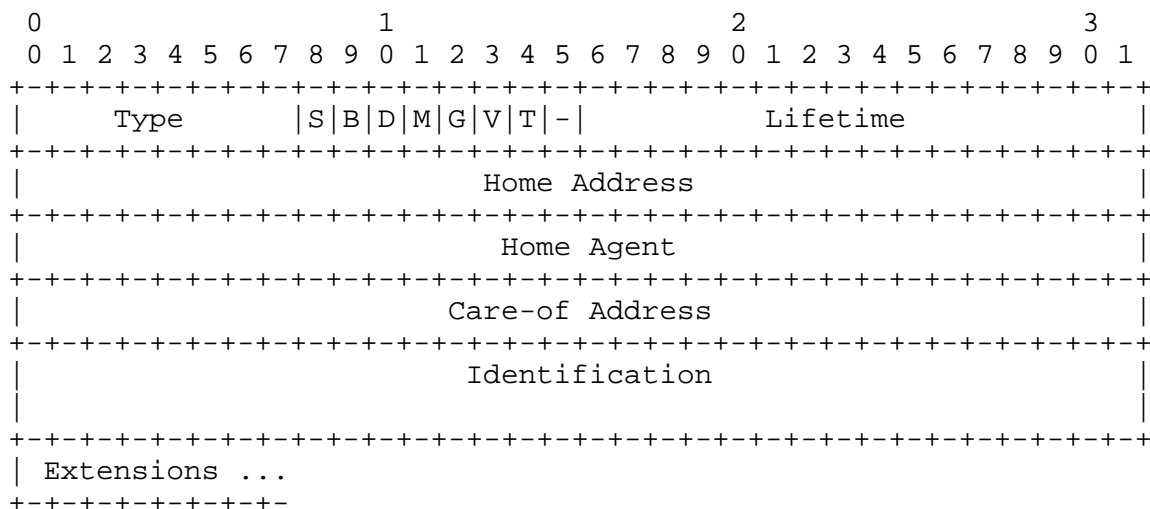 0                   1                   2                   3
 0 1 2 3 4 5 6 7 8 9 0 1 2 3 4 5 6 7 8 9 0 1 2 3 4 5 6 7 8 9 0 1
+-+-+-+-+-+-+-+-+-+-+-+-+-+-+-+-+-+-+-+-+-+-+-+-+-+-+-+-+-+-+-+-+
|     Type      |S|B|D|M|G|V|T|-|          Lifetime             |
+-+-+-+-+-+-+-+-+-+-+-+-+-+-+-+-+-+-+-+-+-+-+-+-+-+-+-+-+-+-+-+-+
|                          Home Address                         |
+-+-+-+-+-+-+-+-+-+-+-+-+-+-+-+-+-+-+-+-+-+-+-+-+-+-+-+-+-+-+-+-+
|                           Home Agent                          |
+-+-+-+-+-+-+-+-+-+-+-+-+-+-+-+-+-+-+-+-+-+-+-+-+-+-+-+-+-+-+-+-+
|                        Care-of Address                        |
+-+-+-+-+-+-+-+-+-+-+-+-+-+-+-+-+-+-+-+-+-+-+-+-+-+-+-+-+-+-+-+-+
|                         Identification                        |
|                                                               |
+-+-+-+-+-+-+-+-+-+-+-+-+-+-+-+-+-+-+-+-+-+-+-+-+-+-+-+-+-+-+-+-+
| Extensions ...
+-+-+-+-+-+-+-+-